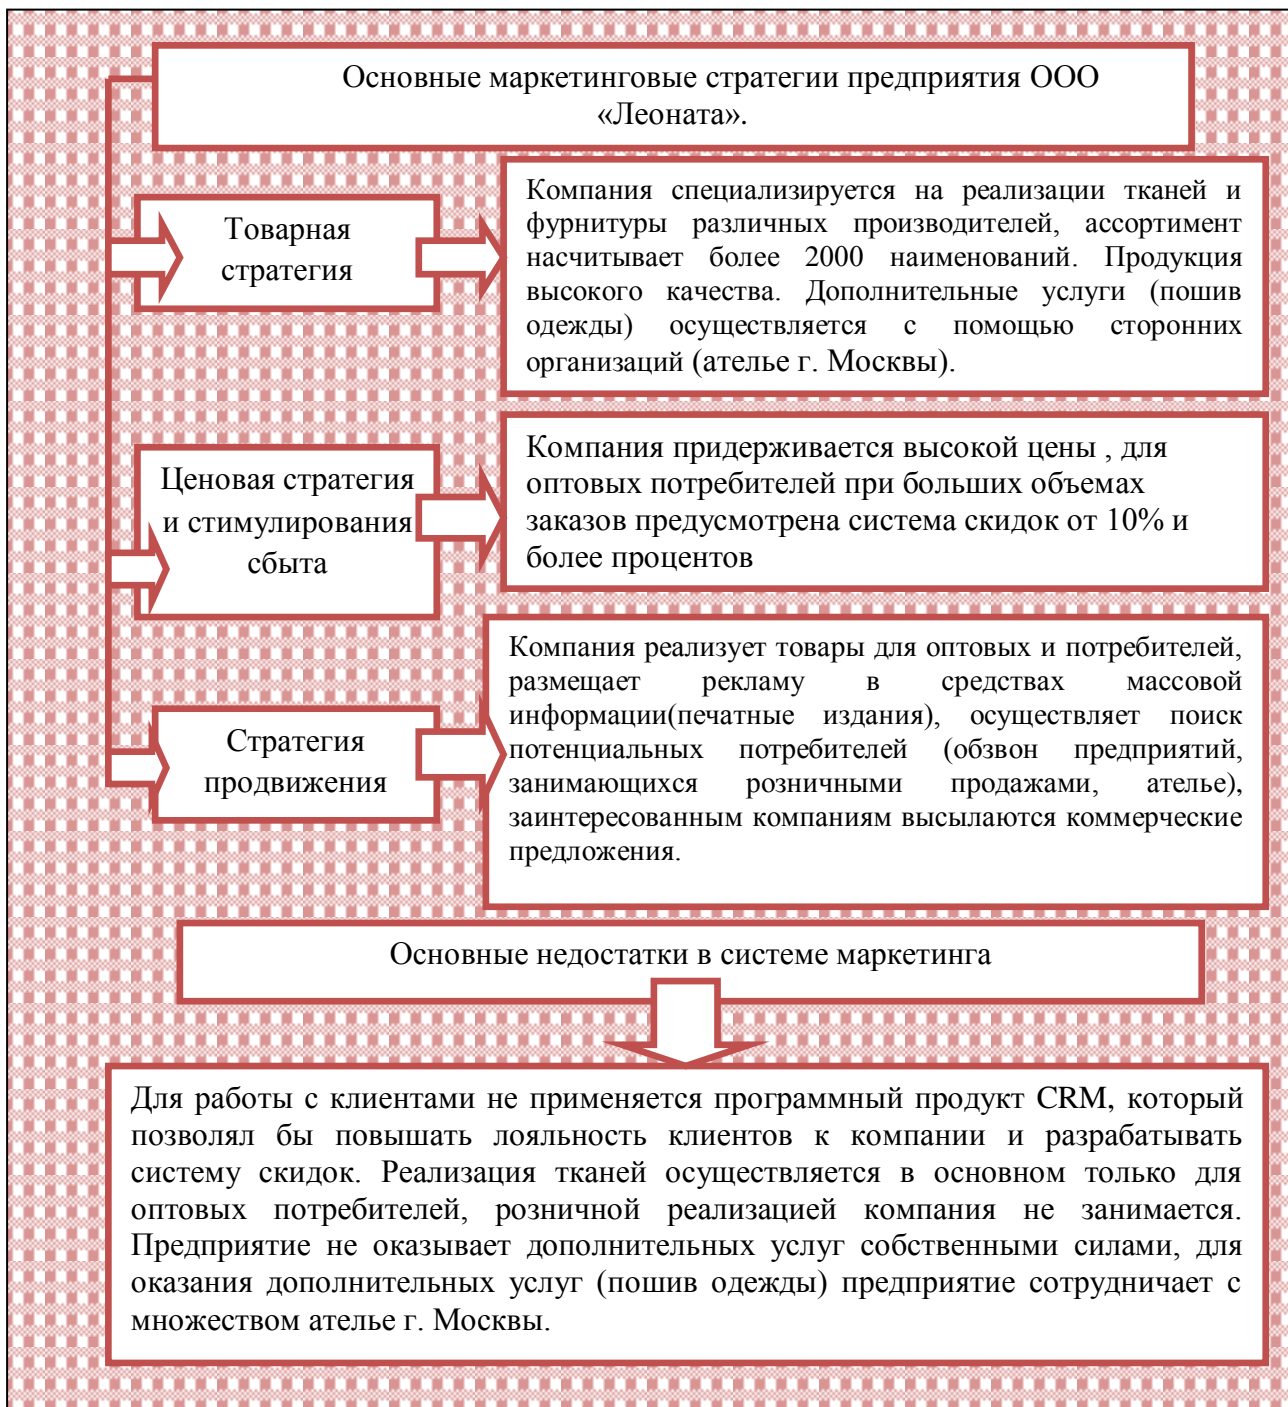 Основные маркетинговые стратегии предприятия ООО
«Леоната».
Товарная
стратегия
Компания специализируется на реализации тканей и
фурнитуры различных производителей, ассортимент
насчитывает более 2000 наименований. Продукция
высокого качества. Дополнительные услуги (пошив
одежды) осуществляется с помощью сторонних
организаций (ателье г. Москвы).
Ценовая стратегия
и стимулирования
сбыта
Компания придерживается высокой цены , для
оптовых потребителей при больших объемах
заказов предусмотрена система скидок от 10% и
более процентов
Стратегия
продвижения
Компания реализует товары для оптовых и потребителей,
размещает рекламу в средствах массовой
информации(печатные издания), осуществляет поиск
потенциальных потребителей (обзвон предприятий,
занимающихся розничными продажами, ателье),
заинтересованным компаниям высылаются коммерческие
предложения.
Основные недостатки в системе маркетинга
Для работы с клиентами не применяется программный продукт CRM, который
позволял бы повышать лояльность клиентов к компании и разрабатывать
систему скидок. Реализация тканей осуществляется в основном только для
оптовых потребителей, розничной реализацией компания не занимается.
Предприятие не оказывает дополнительных услуг собственными силами, для
оказания дополнительных услуг (пошив одежды) предприятие сотрудничает с
множеством ателье г. Москвы.